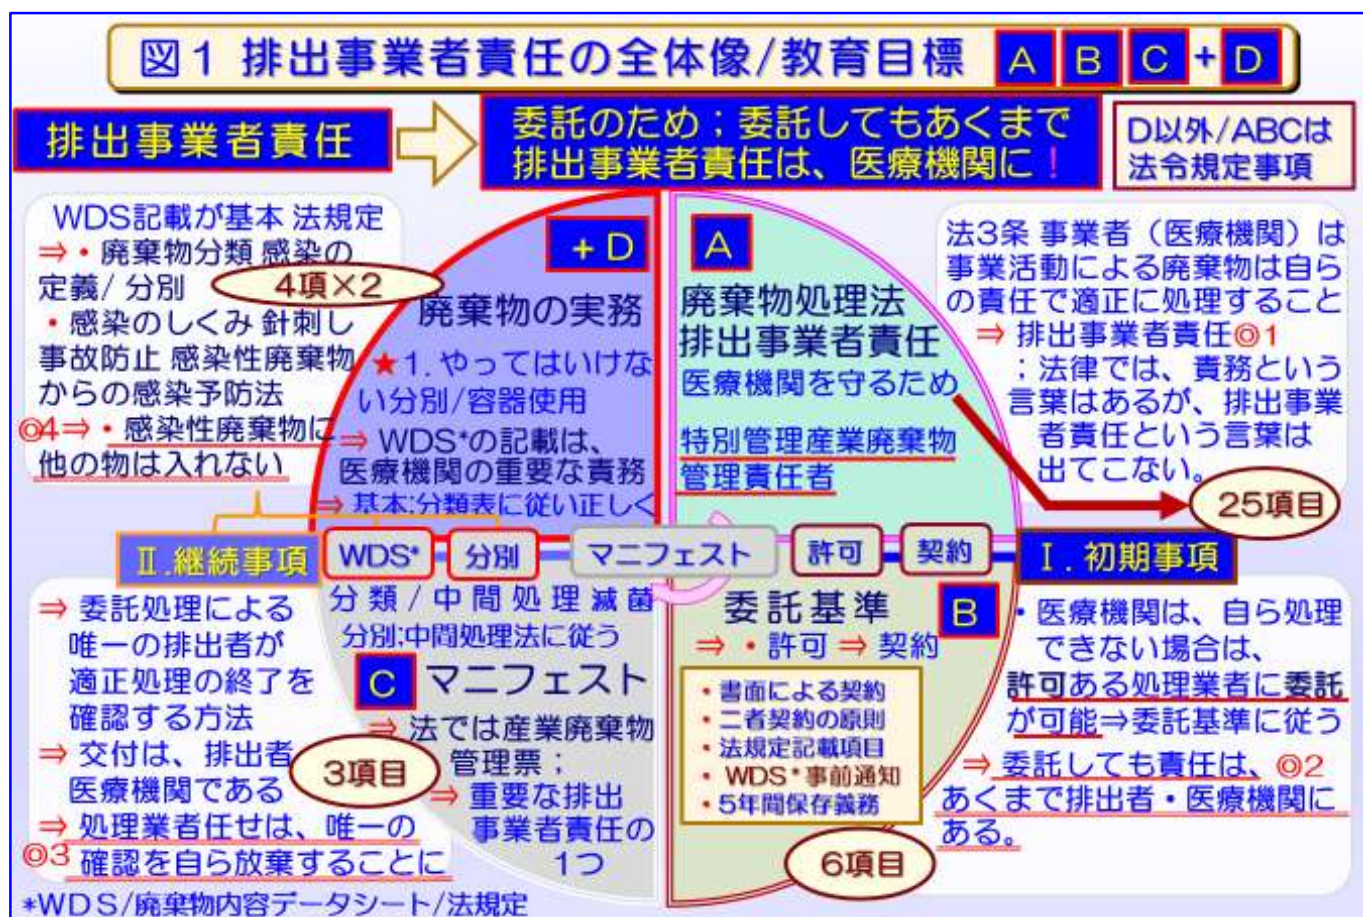 図1 排出事業者責任の全体像/教育目標 A B C + D
排出事業者責任
委託のため;委託してもあくまで
排出事業者責任は、医療機関に!
D以外/ABCは
法令規定事項
WDS記載が基本 法規定
⇒・廃棄物分類 感染の
定義/ 分別
4項×2
・感染のしくみ 針刺し
事故防止 感染性廃棄物
からの感染予防法
◎4⇒・感染性廃棄物に
他の物は入れない
+D
廃棄物の実務
★1. やってはいけな
い分別/容器使用
⇒ WDS*の記載は、
医療機関の重要な責務
⇒ 基本:分類表に従い正しく
A
廃棄物処理法
排出事業者責任
医療機関を守るため
特別管理産業廃棄物
管理責任者
法3条 事業者（医療機関）は
事業活動による廃棄物は自ら
の責任で適正に処理すること
⇒ 排出事業者責任◎1
:法律では、責務という
言葉はあるが、排出事業
者責任という言葉は
出てこない。
25項目
Ⅱ.継続事項
WDS*
分別
マニフェスト
許可
契約
Ⅰ.初期事項
⇒ 委託処理による
唯一の排出者が
適正処理の終了を
確認する方法
⇒ 交付は、排出者
医療機関である
⇒ 処理業者任せは、唯一の
◎3 確認を自ら放棄することに
分類/中間処理滅菌
分別:中間処理法に従う
C マニフェスト
⇒ 法では産業廃棄物
管理票;
3項目
⇒ 重要な排出
事業者責任の
1つ
委託基準
B
⇒ ・許可 ⇒ 契約
・書面による契約
・二者契約の原則
・法規定記載項目
・WDS*事前通知
・5年間保存義務
6項目
・医療機関は、自ら処理
できない場合は、
許可ある処理業者に委託
が可能⇒委託基準に従う
⇒ 委託しても責任は、◎2
あくまで排出者・医療機関に
ある。
*WDS/廃棄物内容データシート/法規定